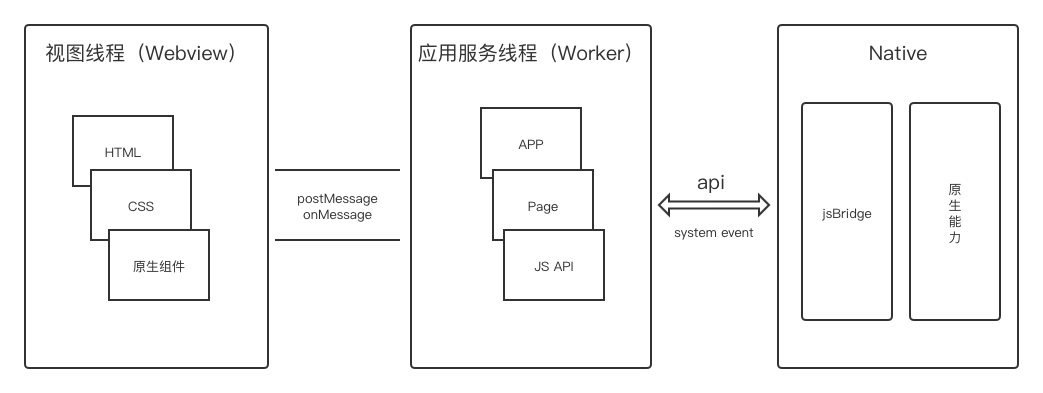 视图线程（Webview）
HTML
CSS
原生组件
postMessage
onMessage
应用服务线程（Worker）
APP
Page
JS API
api
system event
Native
jsBridge
原
生
能
力